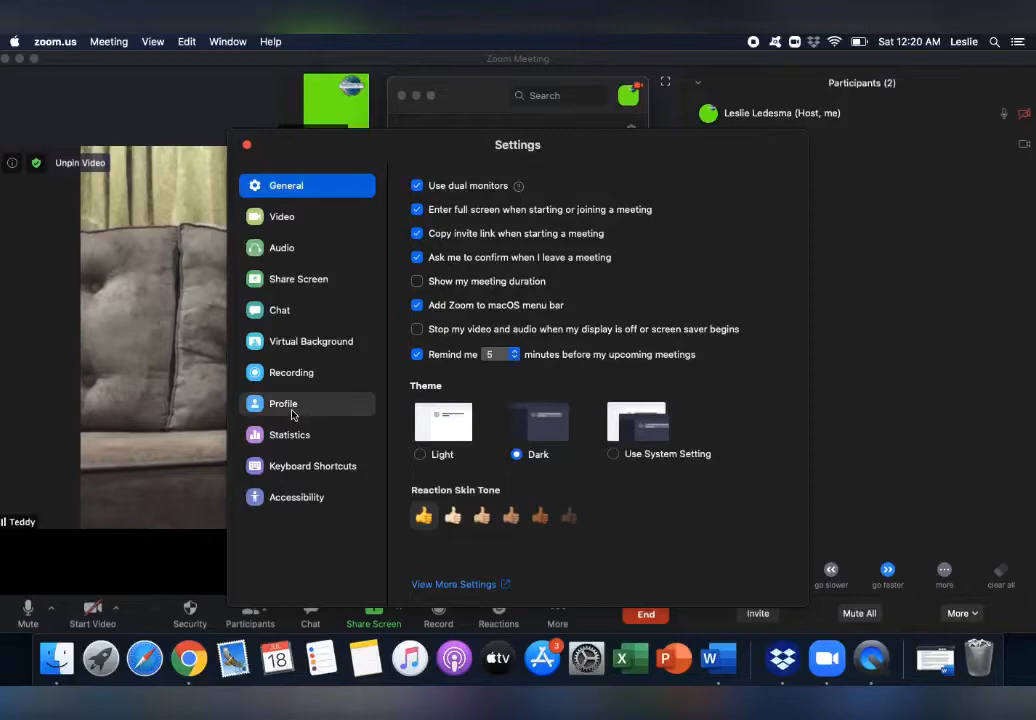 zoom.us Meeting View Edit Window Help Sat 12:20 AM Leslie
Zoom Meeting
Search
Participants (2)
Leslie Ledesma (Host, me)
Unpin Video
Settings
General
Video
Audio
Share Screen
Chat
Virtual Background
Recording
Profile
Statistics
Keyboard Shortcuts
Accessibility
Use dual monitors ?
Enter full screen when starting or joining a meeting
Copy invite link when starting a meeting
Ask me to confirm when I leave a meeting
Show my meeting duration
Add Zoom to macOS menu bar
Stop my video and audio when my display is off or screen saver begins
Remind me 5 minutes before my upcoming meetings
Theme
Light Dark Use System Setting
Reaction Skin Tone
View More Settings
Teddy
go slower go faster more clear all
Mute Start Video Security Participants Chat Share Screen Record Reactions More End
Invite Mute All More
JUL
18
tv
3
X P W